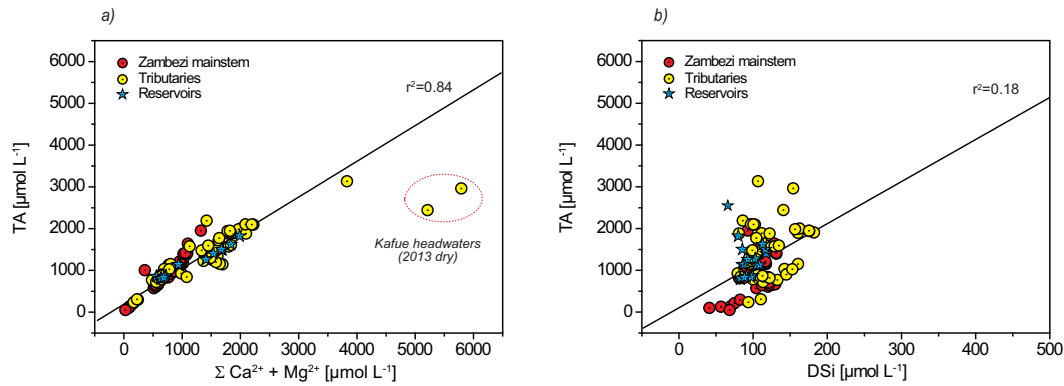 a)
Zambezi mainstem
Tributaries
Reservoirs
r²=0.84
Kafue headwaters
(2013 dry)
TA [µmol L⁻¹]
6000
5000
4000
3000
2000
1000
0
0 1000 2000 3000 4000 5000 6000
Σ Ca²⁺ + Mg²⁺ [µmol L⁻¹]
b)
Zambezi mainstem
Tributaries
Reservoirs
r²=0.18
TA [µmol L⁻¹]
6000
5000
4000
3000
2000
1000
0
0 100 200 300 400 500
DSi [µmol L⁻¹]